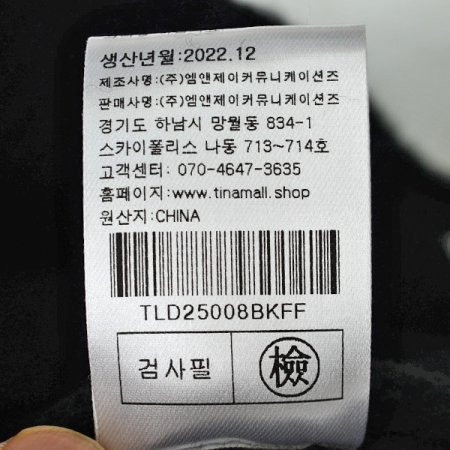 생산년월:2022.12
제조사명:(주)엠앤제이커뮤니케이션즈
판매사명:(주)엠앤제이커뮤니케이션즈
경기도 하남시 망월동 834-1
스카이폴리스 나동 713~714호
고객센터: 070-4647-3635
홈페이지:www.tinamall.shop
원산지:CHINA
TLD25008BKFF
검사필 檢